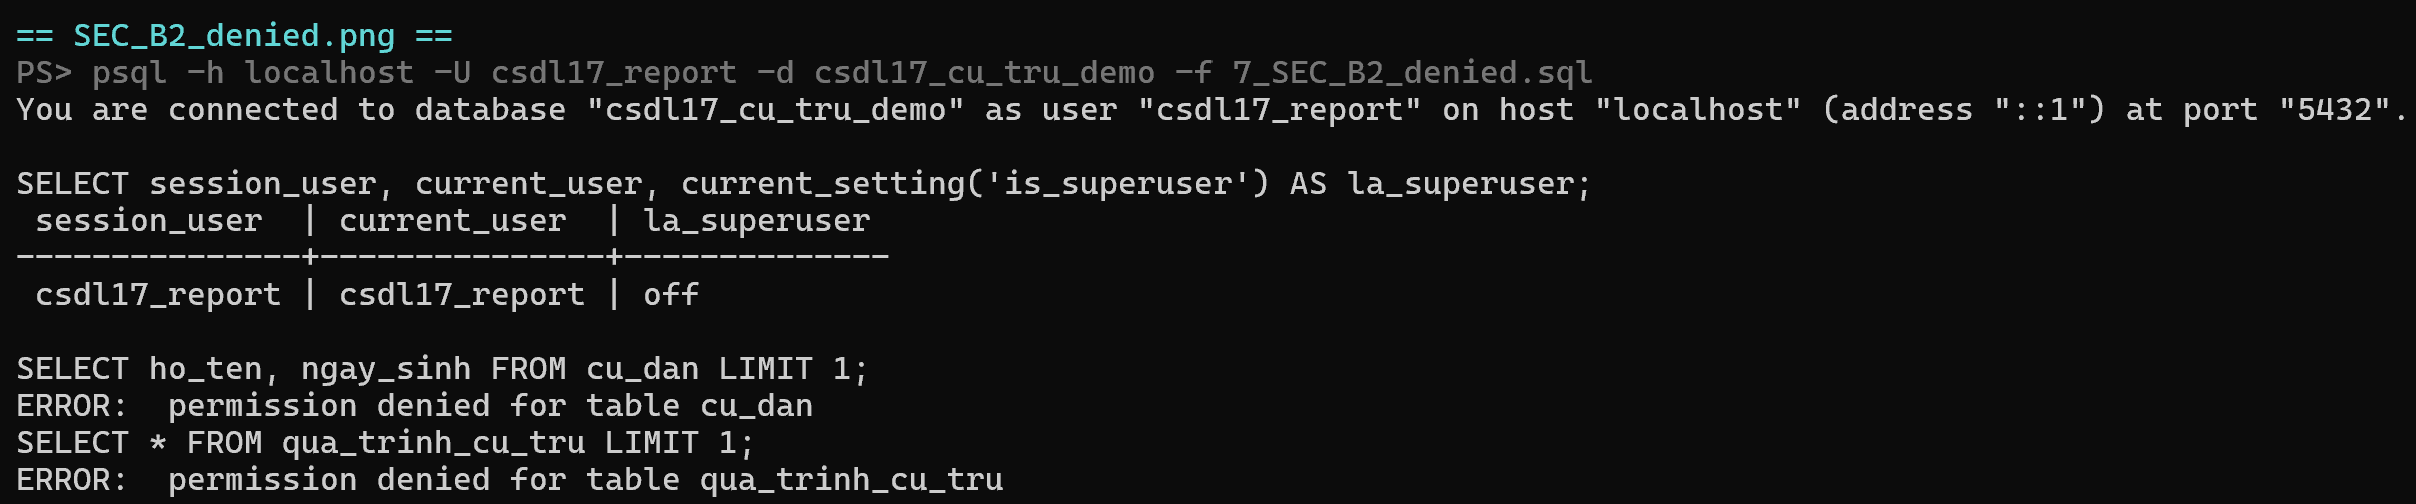 == SEC_B2_denied.png ==
PS> psql -h localhost -U csdl17_report -d csdl17_cu_tru_demo -f 7_SEC_B2_denied.sql
You are connected to database "csdl17_cu_tru_demo" as user "csdl17_report" on host "localhost" (address "::1") at port "5432".
SELECT session_user, current_user, current_setting('is_superuser') AS la_superuser;
 session_user  | current_user  | la_superuser
---------------+---------------+--------------
 csdl17_report | csdl17_report | off
SELECT ho_ten, ngay_sinh FROM cu_dan LIMIT 1;
ERROR:  permission denied for table cu_dan
SELECT * FROM qua_trinh_cu_tru LIMIT 1;
ERROR:  permission denied for table qua_trinh_cu_tru